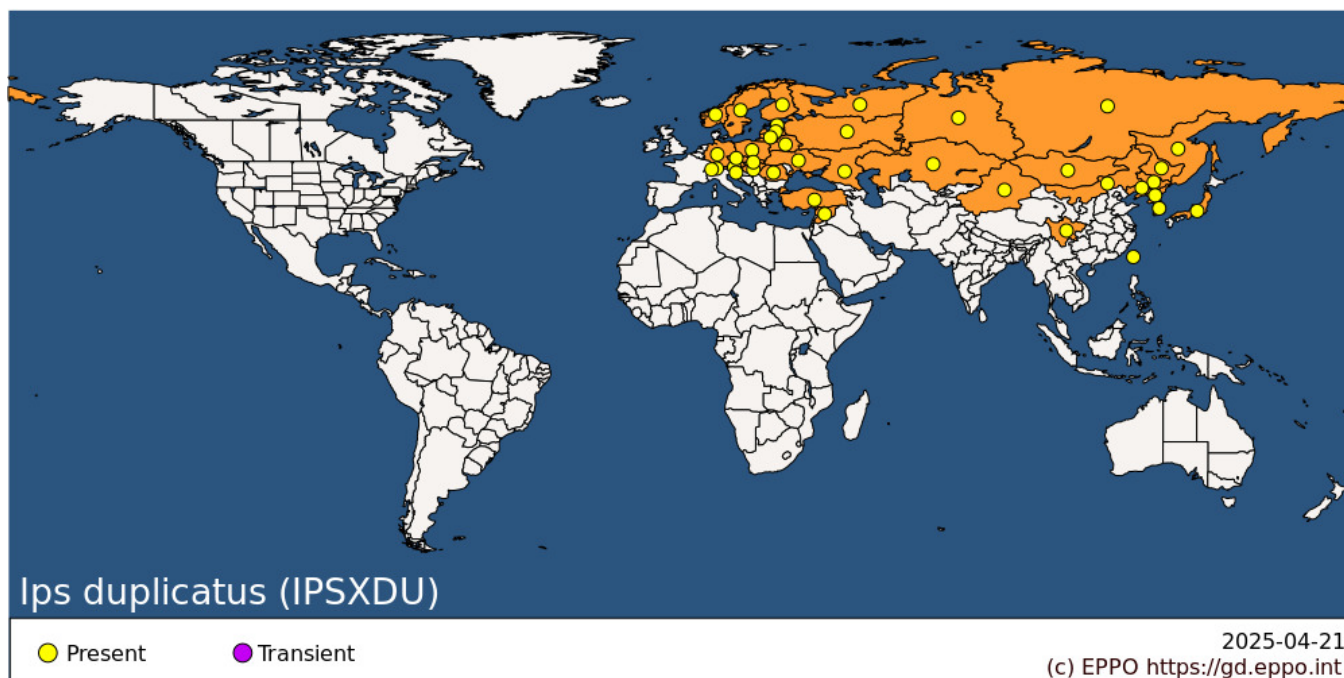 Ips duplicatus (IPSXDU)
Present
Transient
2025-04-21
(c) EPPO https://gd.eppo.int